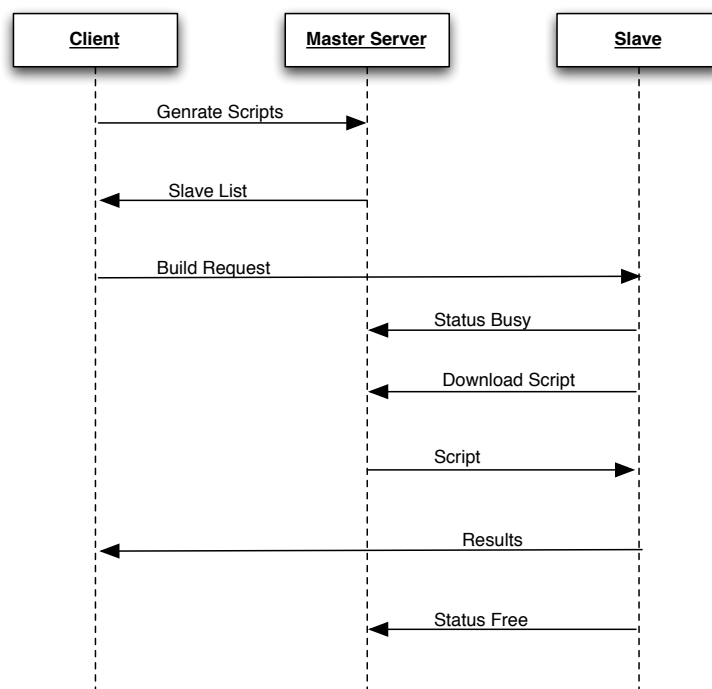 Client
Master Server
Slave
Genrate Scripts
Slave List
Build Request
Status Busy
Download Script
Script
Results
Status Free